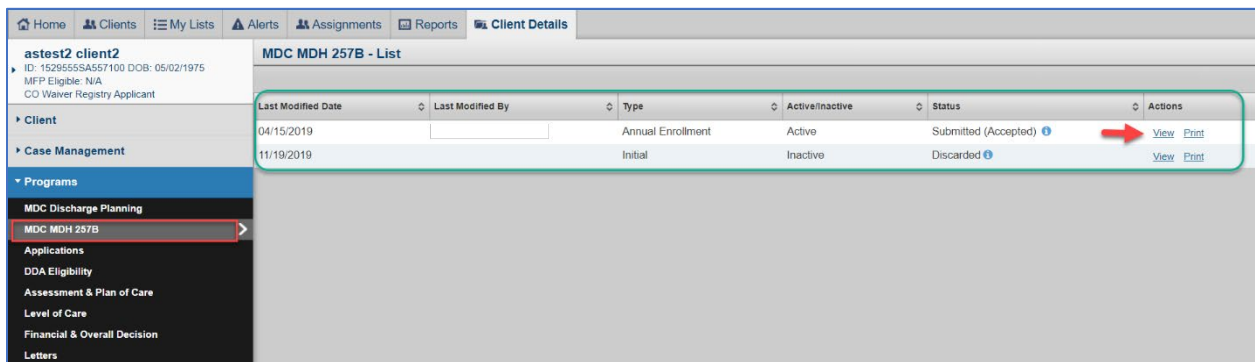 Home Clients My Lists Alerts Assignments Reports Client Details
astest2 client2
ID: 1529555SA557100 DOB: 05/02/1975
MFP Eligible: N/A
CO Waiver Registry Applicant
Client
Case Management
Programs
MDC Discharge Planning
MDC MDH 257B
Applications
DDA Eligibility
Assessment & Plan of Care
Level of Care
Financial & Overall Decision
Letters
MDC MDH 257B - List
Last Modified Date Last Modified By Type Active/Inactive Status Actions
04/15/2019 Annual Enrollment Active Submitted (Accepted) View Print
11/19/2019 Initial Inactive Discarded View Print